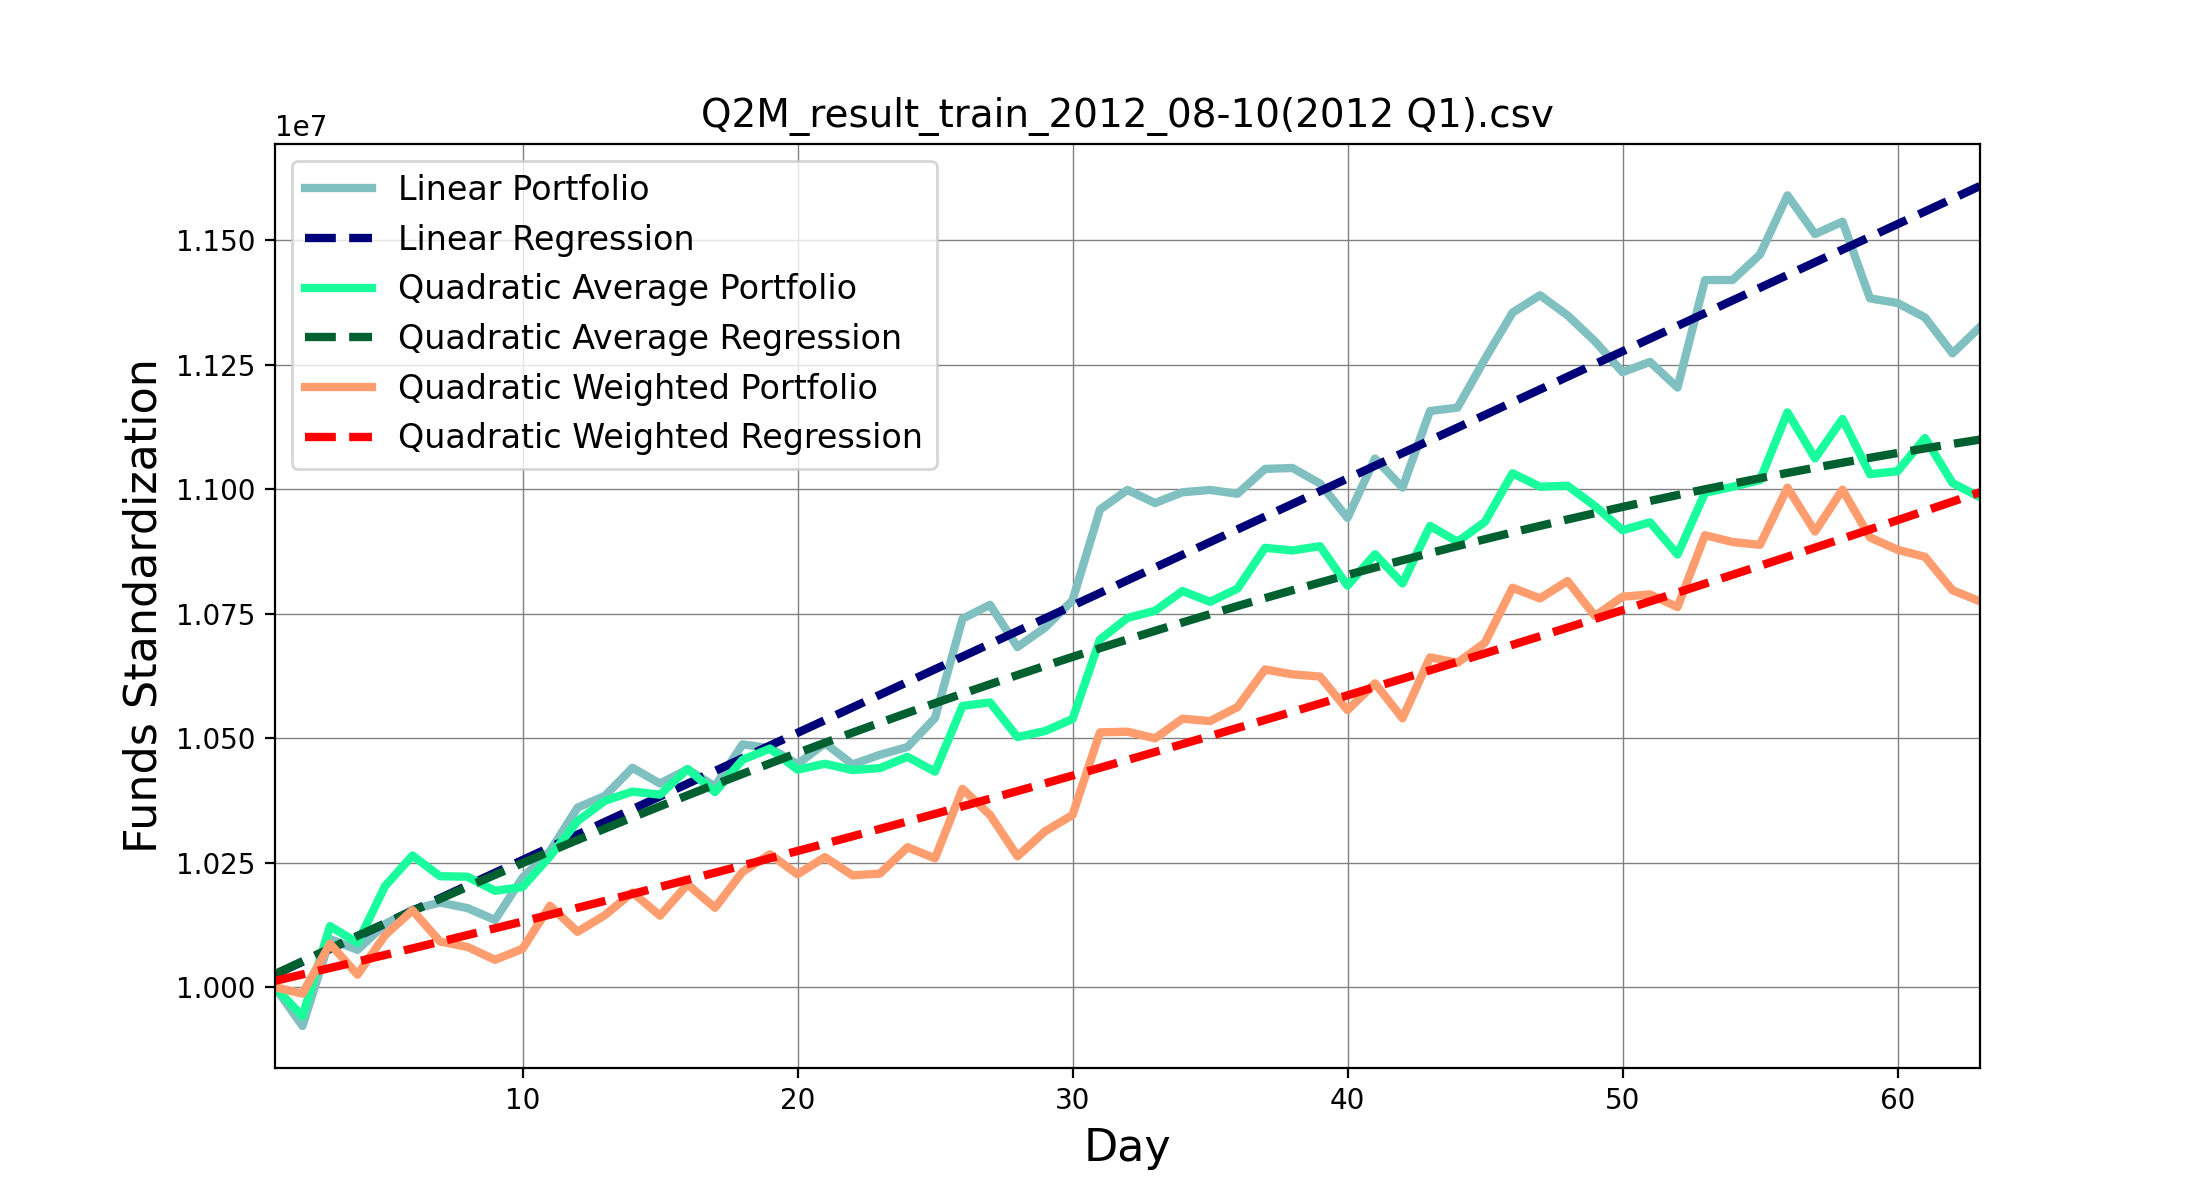 Q2M_result_train_2012_08-10(2012 Q1).csv
1e7
Linear Portfolio
Linear Regression
Quadratic Average Portfolio
Quadratic Average Regression
Quadratic Weighted Portfolio
Quadratic Weighted Regression
Funds Standardization
1.150
1.125
1.100
1.075
1.050
1.025
1.000
10 20 30 40 50 60
Day